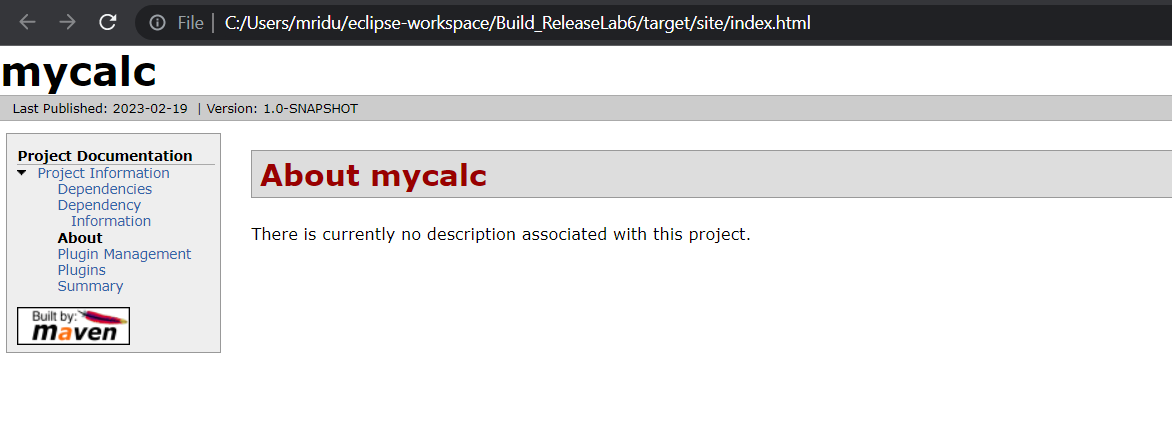 File | C:/Users/mridu/eclipse-workspace/Build_ReleaseLab6/target/site/index.html
mycalc
Last Published: 2023-02-19 | Version: 1.0-SNAPSHOT
Project Documentation
Project Information
Dependencies
Dependency
Information
About
Plugin Management
Plugins
Summary
Built by:
maven
About mycalc
There is currently no description associated with this project.